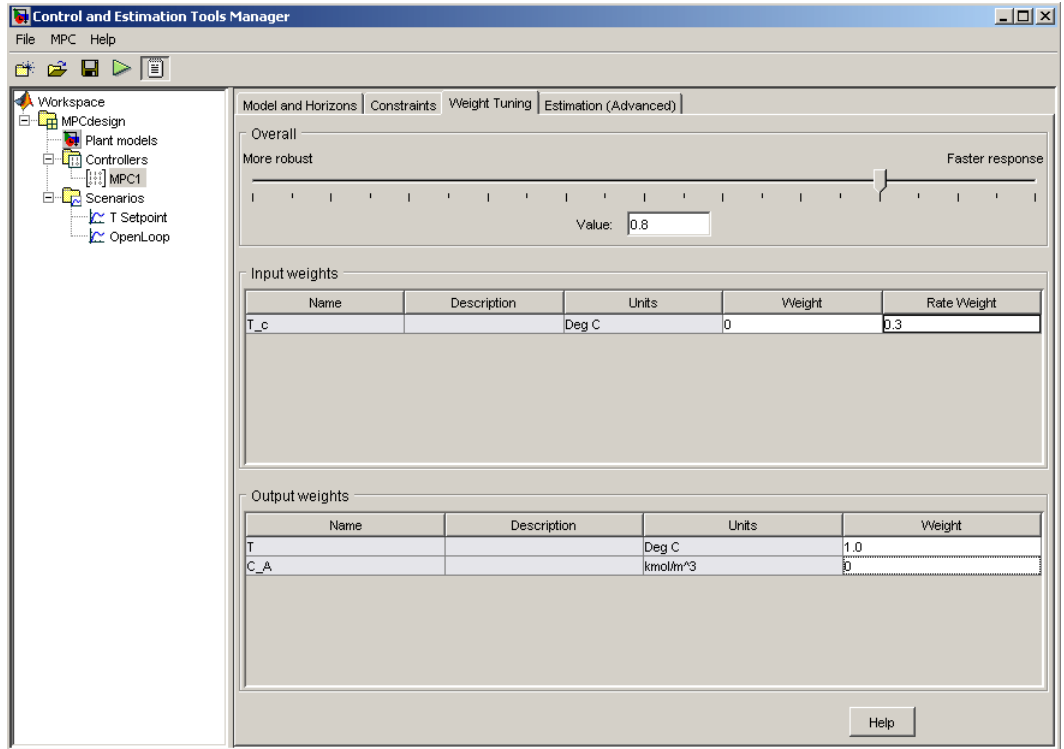 Control and Estimation Tools Manager
File MPC Help
Workspace
MPCdesign
Plant models
Controllers
MPC1
Scenarios
T Setpoint
OpenLoop
Model and Horizons Constraints Weight Tuning Estimation (Advanced)
Overall
More robust Faster response
Value: 0.8
Input weights
Name Description Units Weight Rate Weight
T_c Deg C 0 0.3
Output weights
Name Description Units Weight
T Deg C 1.0
C_A kmol/m^3 0
Help